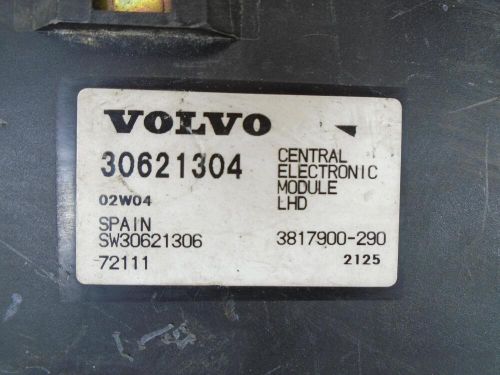 VOLVO
30621304
CENTRAL
ELECTRONIC
MODULE
LHD
02W04
SPAIN
SW30621306
3817900-290
72111
2125